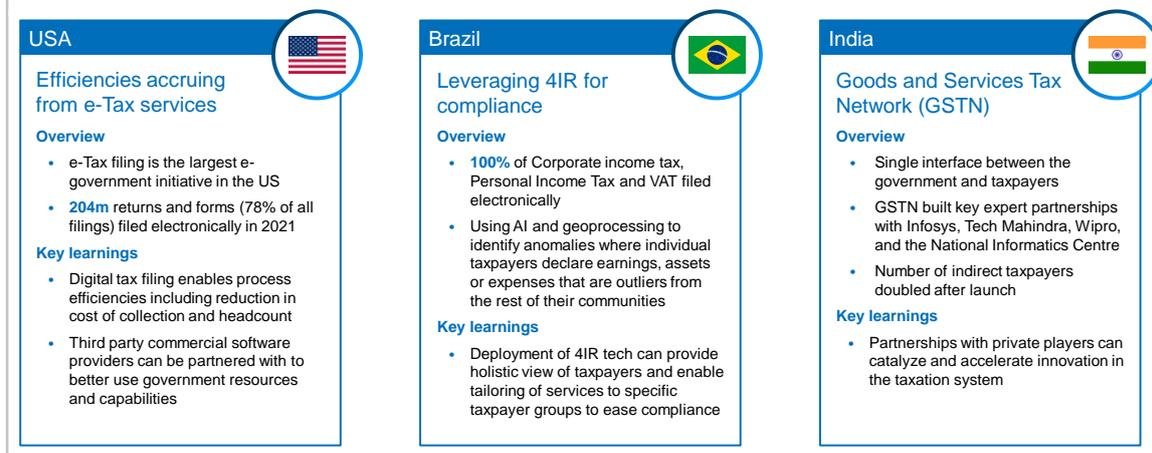 USA
Efficiencies accruing
from e-Tax services
Overview
• e-Tax filing is the largest e-
government initiative in the US
• 204m returns and forms (78% of all
filings) filed electronically in 2021
Key learnings
• Digital tax filing enables process
efficiencies including reduction in
cost of collection and headcount
• Third party commercial software
providers can be partnered with to
better use government resources
and capabilities
Brazil
Leveraging 4IR for
compliance
Overview
• 100% of Corporate income tax,
Personal Income Tax and VAT filed
electronically
• Using AI and geoprocessing to
identify anomalies where individual
taxpayers declare earnings, assets
or expenses that are outliers from
the rest of their communities
Key learnings
• Deployment of 4IR tech can provide
holistic view of taxpayers and enable
tailoring of services to specific
taxpayer groups to ease compliance
India
Goods and Services Tax
Network (GSTN)
Overview
• Single interface between the
government and taxpayers
• GSTN built key expert partnerships
with Infosys, Tech Mahindra, Wipro,
and the National Informatics Centre
• Number of indirect taxpayers
doubled after launch
Key learnings
• Partnerships with private players can
catalyze and accelerate innovation in
the taxation system